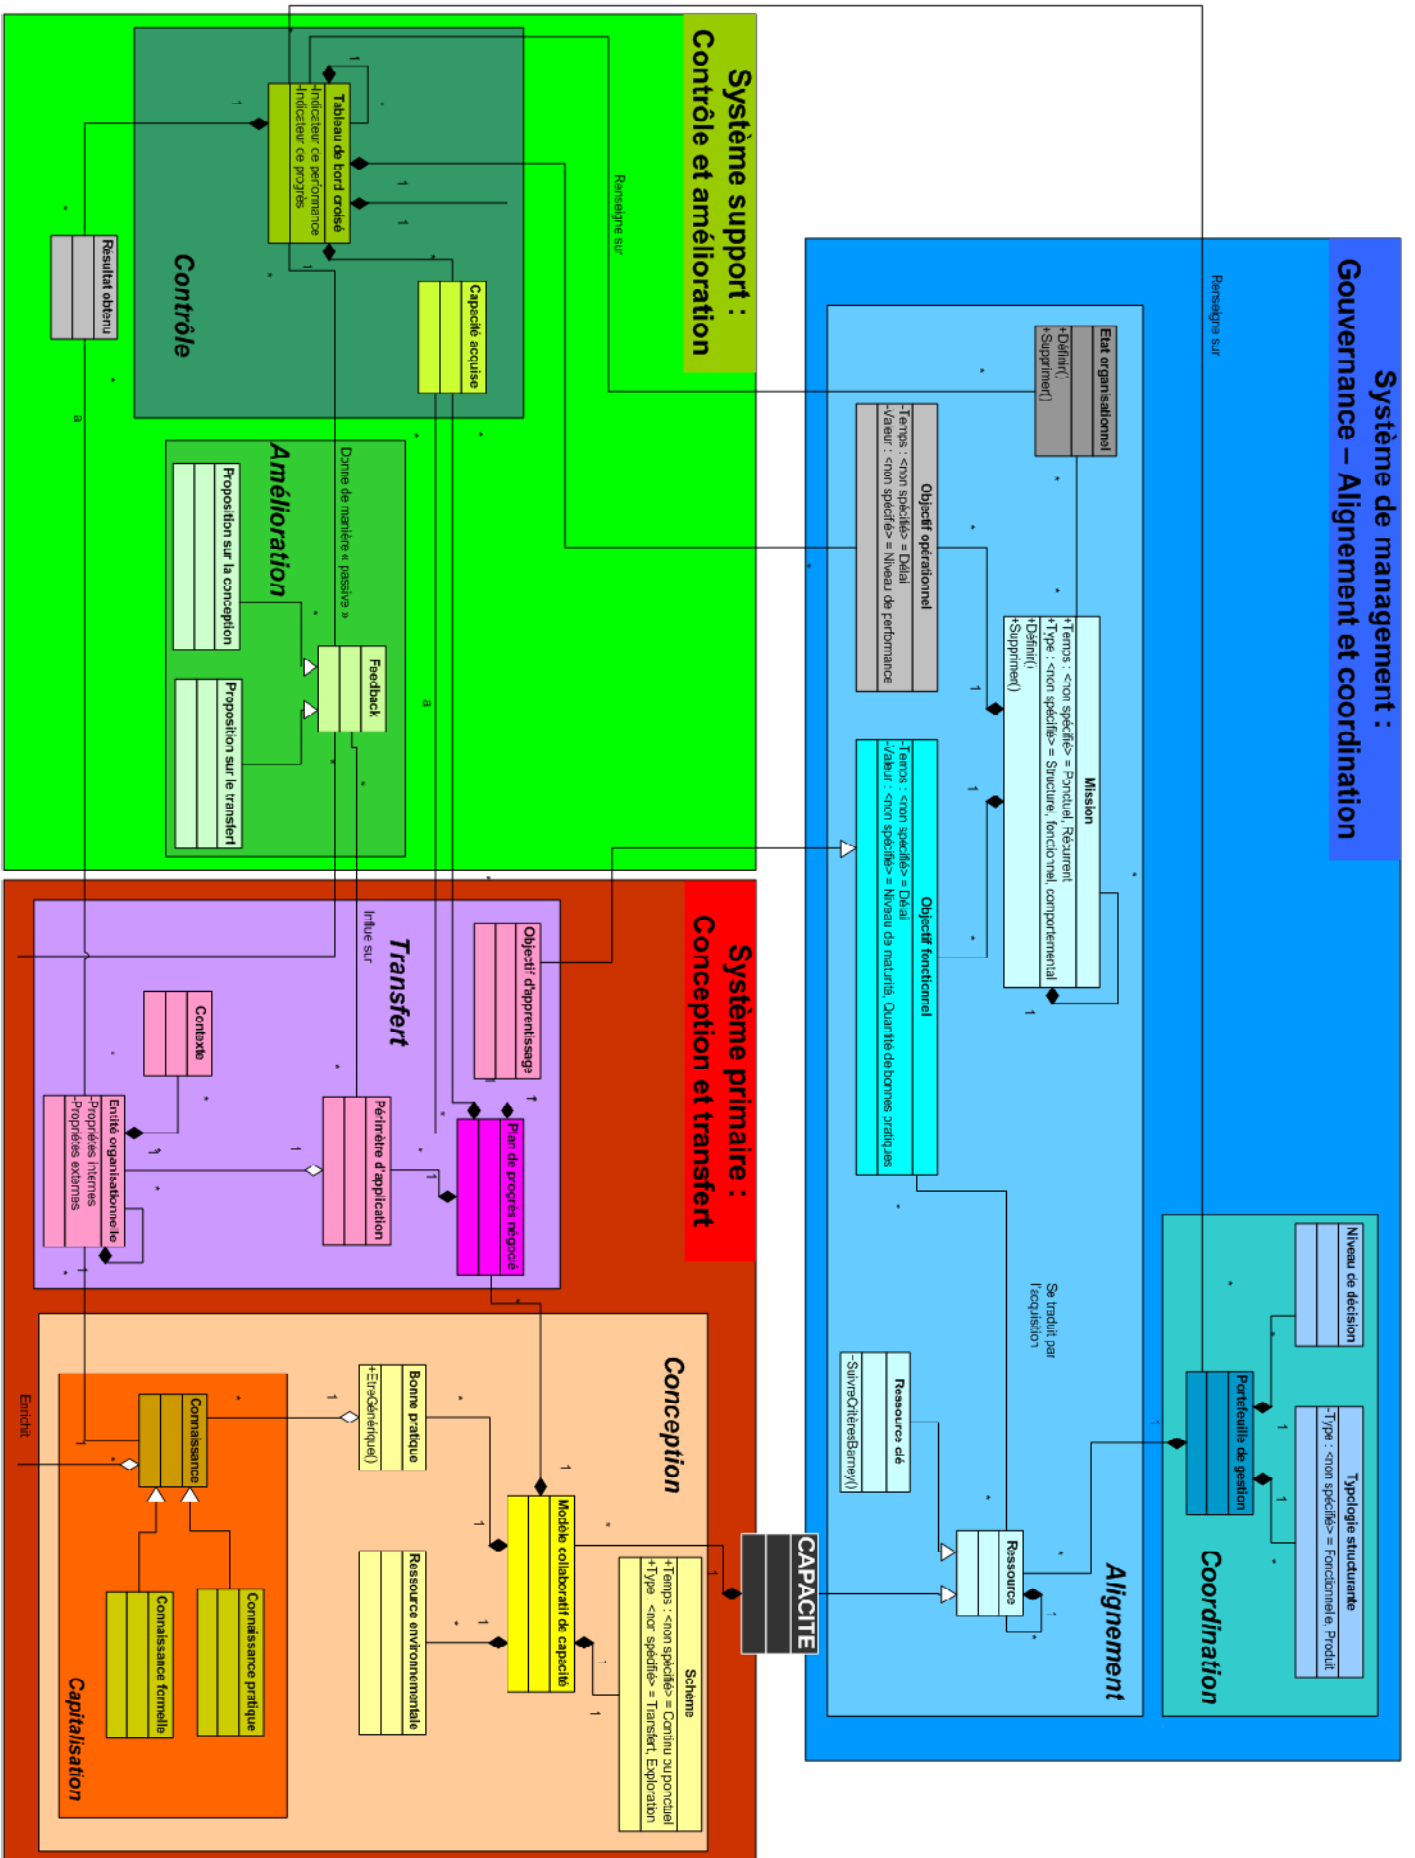 Système de management :
Gouvernance – Alignement et coordination
Niveau de décision
Typologie structurante
-Type : <non spécifié> = Fonctionnele, Produit
Portefeuille de gestion
Coordination
Renseigne sur
Etat organisationnel
+Définir()
+Supprimer()
Mission
+Temps : <non spécifié> = Ponctuel, Récurrent
+Type : <non spécifié> = Structurel, fonctionnel, comportemental
+Définir()
+Supprimer()
Objectif opérationnel
-Temps : <non spécifié> = Délai
-Valeur : <non spécifié> = Niveau de performance
Objectif fonctionnel
-Temps : <non spécifié> = Délai
-Valeur : <non spécifié> = Niveau de maturité, Quantité de bonnes pratiques
Se traduit par
l'acquisition
Ressource clé
-SuivreCritèresBarney()
Ressource
Alignement
CAPACITE
Système support :
Contrôle et amélioration
Renseigne sur
Tableau de bord croisé
-Indicateur de performance
-Indicateur de progrès
Capacité acquise
Contrôle
Résultat obtenu
a
Donne de manière « passive »
Amélioration
Feedback
Proposition sur la conception
Proposition sur le transfert
a
Système primaire :
Conception et transfert
Objectif d'apprentissage
Plan de progrès négocié
Transfert
Influe sur
Périmètre d'application
Contexte
Entité organisationnelle
-Propriétes internes
-Propriétes externes
Conception
Schème
+Temps : <non spécifié> = Continu ou ponctuel
+Type : <non spécifié> = Transfert, Exploration
Modèle collaboratif de capacité
Bonne pratique
+EtreGénérique()
Ressource environnementale
Connaissance
Connaissance pratique
Connaissance formelle
Capitalisation
Enrichit